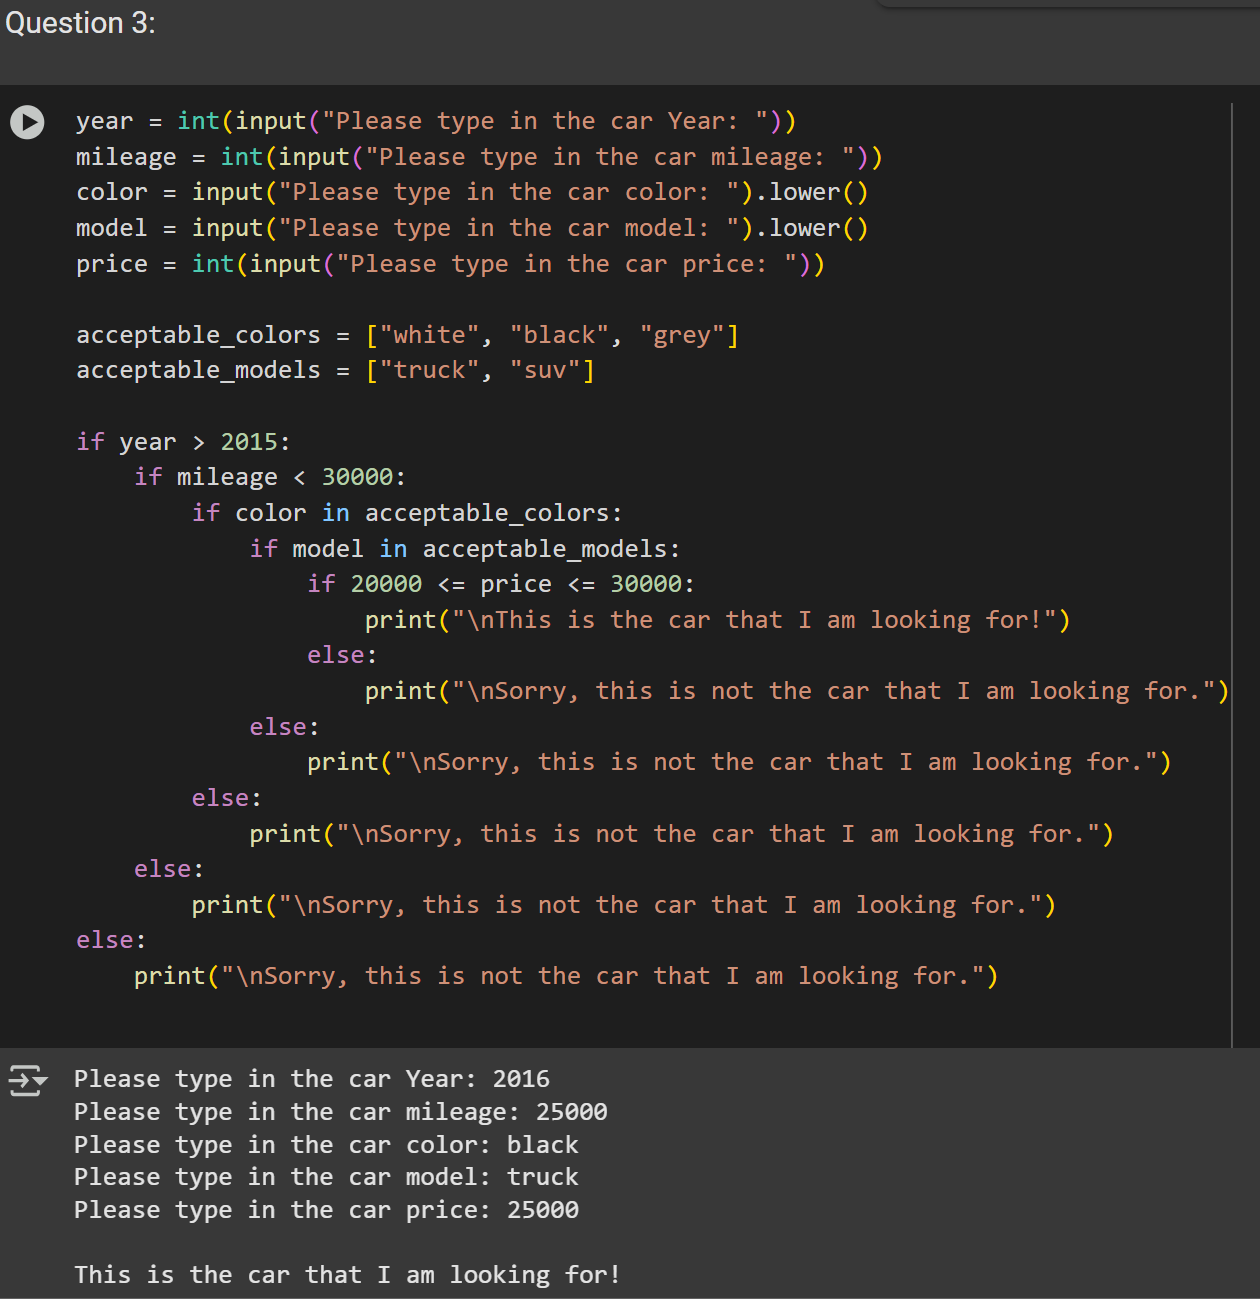 Question 3:
year = int(input("Please type in the car Year: "))
mileage = int(input("Please type in the car mileage: "))
color = input("Please type in the car color: ").lower()
model = input("Please type in the car model: ").lower()
price = int(input("Please type in the car price: "))

acceptable_colors = ["white", "black", "grey"]
acceptable_models = ["truck", "suv"]

if year > 2015:
    if mileage < 30000:
        if color in acceptable_colors:
            if model in acceptable_models:
                if 20000 <= price <= 30000:
                    print("\nThis is the car that I am looking for!")
                else:
                    print("\nSorry, this is not the car that I am looking for.")
            else:
                print("\nSorry, this is not the car that I am looking for.")
        else:
            print("\nSorry, this is not the car that I am looking for.")
    else:
        print("\nSorry, this is not the car that I am looking for.")
else:
    print("\nSorry, this is not the car that I am looking for.")

Please type in the car Year: 2016
Please type in the car mileage: 25000
Please type in the car color: black
Please type in the car model: truck
Please type in the car price: 25000

This is the car that I am looking for!